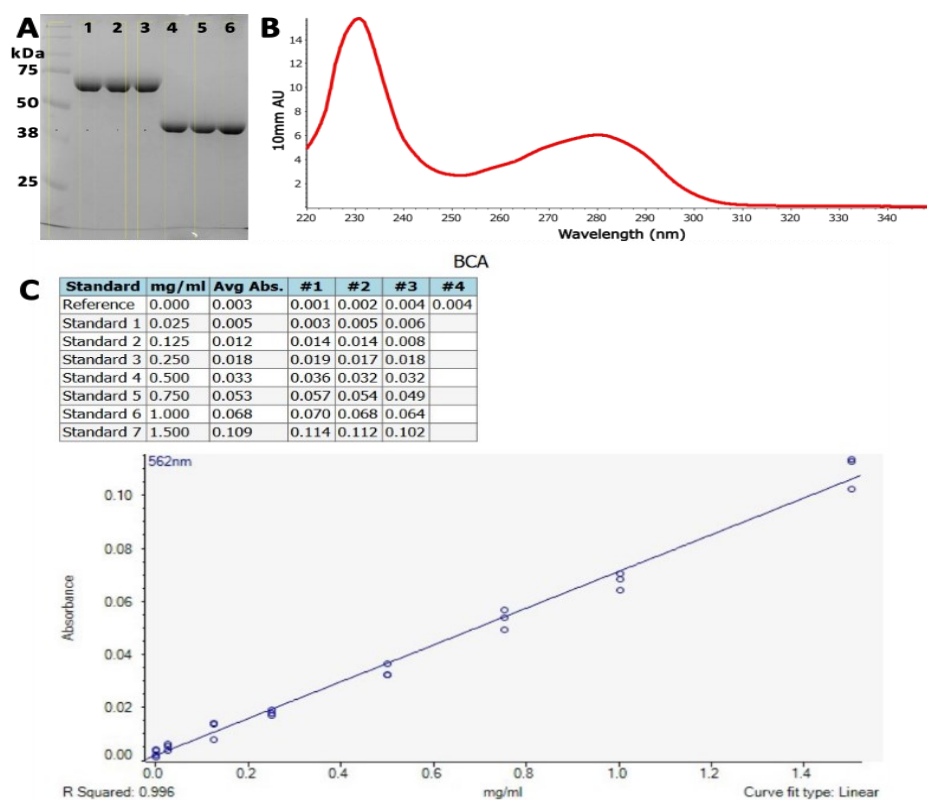 A
1 2 3 4 5 6
kDa
75
50
38
25
B
14
12
10
8
6
4
2
10mm AU
220 230 240 250 260 270 280 290 300 310 320 330 340
Wavelength (nm)
BCA
C
Standard mg/ml Avg Abs. #1 #2 #3 #4
Reference 0.000 0.003 0.001 0.002 0.004 0.004
Standard 1 0.025 0.005 0.003 0.005 0.006
Standard 2 0.125 0.012 0.014 0.014 0.008
Standard 3 0.250 0.018 0.019 0.017 0.018
Standard 4 0.500 0.033 0.036 0.032 0.032
Standard 5 0.750 0.053 0.057 0.054 0.049
Standard 6 1.000 0.068 0.070 0.068 0.064
Standard 7 1.500 0.109 0.114 0.112 0.102
562nm
0.10
0.08
0.06
0.04
0.02
0.00
Absorbance
0.0 0.2 0.4 0.6 0.8 1.0 1.2 1.4
R Squared: 0.996 mg/ml Curve fit type: Linear